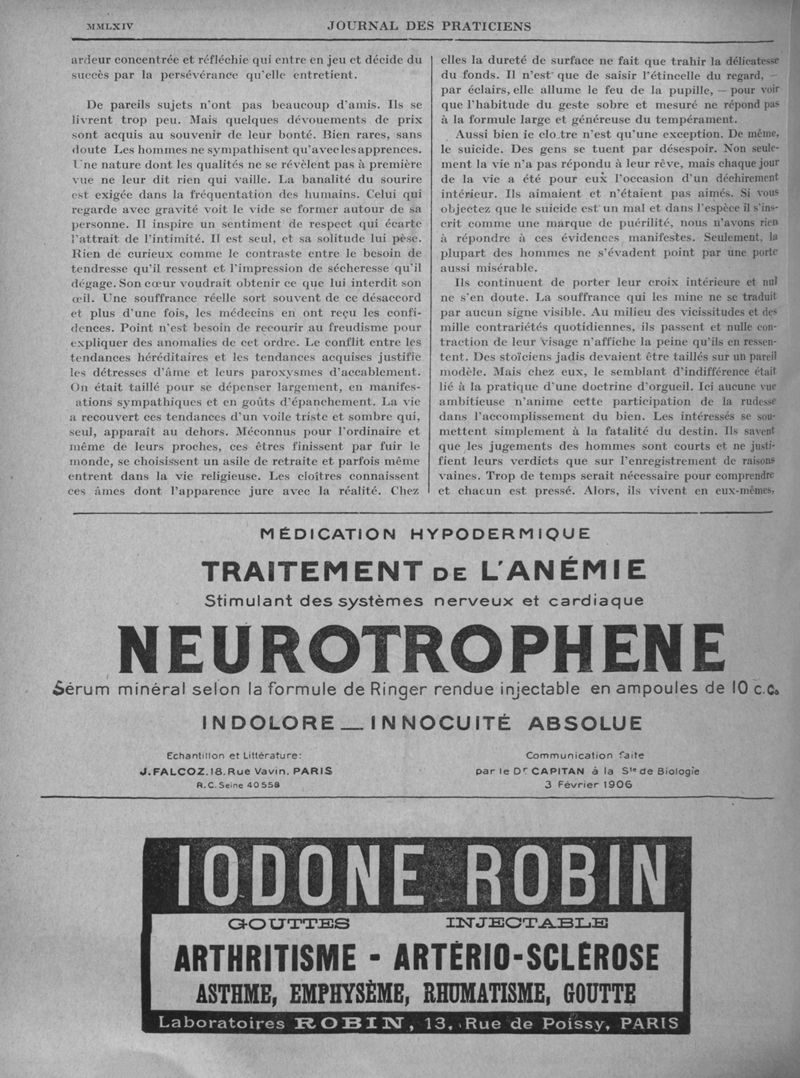 MMLXIV
JOURNAL DES PRATICIENS
ardeur concentrée et réfléchie qui entre en jeu et décide du
succès par la persévérance qu'elle entretient.
De pareils sujets n'ont pas beaucoup d'amis. Ils se
livrent trop peu. Mais quelques dévouements de prix
sont acquis au souvenir de leur bonté. Bien rares, sans
doute Les hommes ne sympathisent qu'avec les apprences.
Une nature dont les qualités ne se révèlent pas à première
vue ne leur dit rien qui vaille. La banalité du sourire
est exigée dans la fréquentation des humains. Celui qui
regarde avec gravité voit le vide se former autour de sa
personne. Il inspire un sentiment de respect qui écarte
l'attrait de l'intimité. Il est seul, et sa solitude lui pèse.
Rien de curieux comme le contraste entre le besoin de
tendresse qu'il ressent et l'impression de sécheresse qu'il
dégage. Son cœur voudrait obtenir ce que lui interdit son
œil. Une souffrance réelle sort souvent de ce désaccord
et plus d'une fois, les médecins en ont reçu les confi-
dences. Point n'est besoin de recourir au freudisme pour
expliquer des anomalies de cet ordre. Le conflit entre les
tendances héréditaires et les tendances acquises justifie
les détresses d'âme et leurs paroxysmes d'accablement.
On était taillé pour se dépenser largement, en manifes-
ations sympathiques et en goûts d'épanchement. La vie
a recouvert ces tendances d'un voile triste et sombre qui,
seul, apparaît au dehors. Méconnus pour l'ordinaire et
même de leurs proches, ces êtres finissent par fuir le
monde, se choisissent un asile de retraite et parfois même
entrent dans la vie religieuse. Les cloîtres connaissent
ces âmes dont l'apparence jure avec la réalité. Chez
elles la dureté de surface ne fait que trahir la délicatesse
du fonds. Il n'est que de saisir l'étincelle du regard, —
par éclairs, elle allume le feu de la pupille, — pour voir
que l'habitude du geste sobre et mesuré ne répond pas
à la formule large et généreuse du tempérament.
Aussi bien le clo tre n'est qu'une exception. De même,
le suicide. Des gens se tuent par désespoir. Non seule-
ment la vie n'a pas répondu à leur rêve, mais chaque jour
de la vie a été pour eux l'occasion d'un déchirement
intérieur. Ils aimaient et n'étaient pas aimés. Si vous
objectez que le suicide est un mal et dans l'espèce il s'ins-
crit comme une marque de puérilité, nous n'avons rien
à répondre à ces évidences manifestes. Seulement, la
plupart des hommes ne s'évadent point par une porte
aussi misérable.
Ils continuent de porter leur croix intérieure et nul
ne s'en doute. La souffrance qui les mine ne se traduit
par aucun signe visible. Au milieu des vicissitudes et des
mille contrariétés quotidiennes, ils passent et nulle con-
traction de leur visage n'affiche la peine qu'ils en ressen-
tent. Des stoïciens jadis devaient être taillés sur un pareil
modèle. Mais chez eux, le semblant d'indifférence était
lié à la pratique d'une doctrine d'orgueil. Ici aucune vue
ambitieuse n'anime cette participation de la rudesse
dans l'accomplissement du bien. Les intéressés se sou-
mettent simplement à la fatalité du destin. Ils savent
que les jugements des hommes sont courts et ne justi-
fient leurs verdicts que sur l'enregistrement de raisons
vaines. Trop de temps serait nécessaire pour comprendre
et chacun est pressé. Alors, ils vivent en eux-mêmes,
MÉDICATION HYPODERMIQUE
TRAITEMENT DE L'ANÉMIE
Stimulant des systèmes nerveux et cardiaque
NEUROTROPHENE
Sérum minéral selon la formule de Ringer rendue injectable en ampoules de 10 c.c.
INDOLORE — INNOCUITÉ ABSOLUE
Echantillon et Littérature:
J. FALCOZ. 18. Rue Vavin. PARIS
R.C. Seine 40558
Communication faite
par le Dr CAPITAN à la Sté de Biologie
3 Février 1906
IODONE ROBIN
GOUTTES INJECTABLE
ARTHRITISME - ARTÉRIO-SCLÉROSE
ASTHME, EMPHYSÈME, RHUMATISME, GOUTTE
Laboratoires ROBIN, 13, Rue de Poissy, PARIS